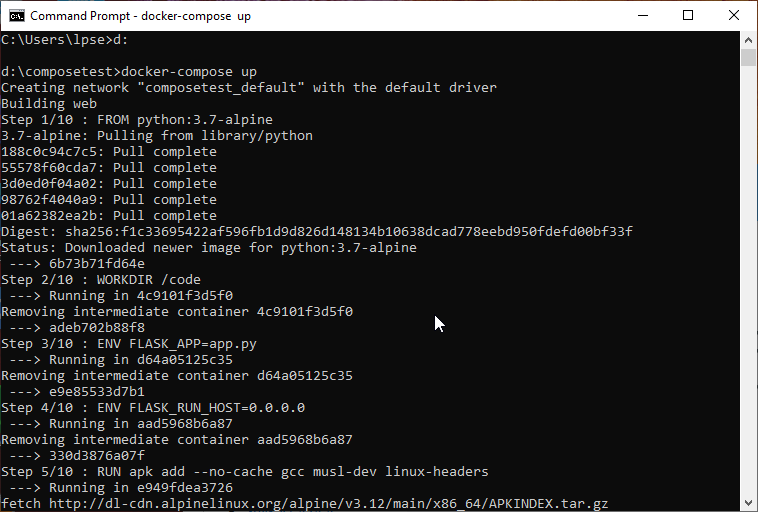 Command Prompt - docker-compose up
C:\Users\lpse>d:
d:\composetest>docker-compose up
Creating network "composetest_default" with the default driver
Building web
Step 1/10 : FROM python:3.7-alpine
3.7-alpine: Pulling from library/python
188c0c94c7c5: Pull complete
55578f60cda7: Pull complete
3d0ed0f04a02: Pull complete
98762f4040a9: Pull complete
01a62382ea2b: Pull complete
Digest: sha256:f1c33695422af596fb1d9d826d148134b10638dcad778eebd950fdefd00bf33f
Status: Downloaded newer image for python:3.7-alpine
 ---> 6b73b71fd64e
Step 2/10 : WORKDIR /code
 ---> Running in 4c9101f3d5f0
Removing intermediate container 4c9101f3d5f0
 ---> adeb702b88f8
Step 3/10 : ENV FLASK_APP=app.py
 ---> Running in d64a05125c35
Removing intermediate container d64a05125c35
 ---> e9e85533d7b1
Step 4/10 : ENV FLASK_RUN_HOST=0.0.0.0
 ---> Running in aad5968b6a87
Removing intermediate container aad5968b6a87
 ---> 330d3876a07f
Step 5/10 : RUN apk add --no-cache gcc musl-dev linux-headers
 ---> Running in e949fdea3726
fetch http://dl-cdn.alpinelinux.org/alpine/v3.12/main/x86_64/APKINDEX.tar.gz